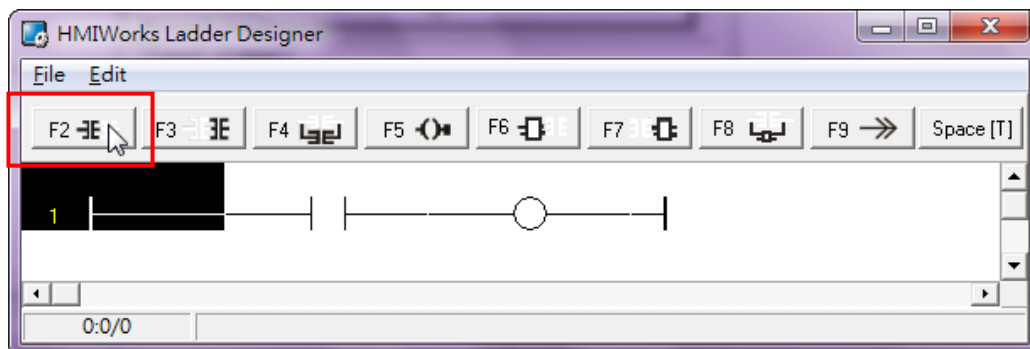 HMIWorks Ladder Designer
File Edit
F2 F3 F4 F5 F6 F7 F8 F9 Space [T]
1
0:0/0